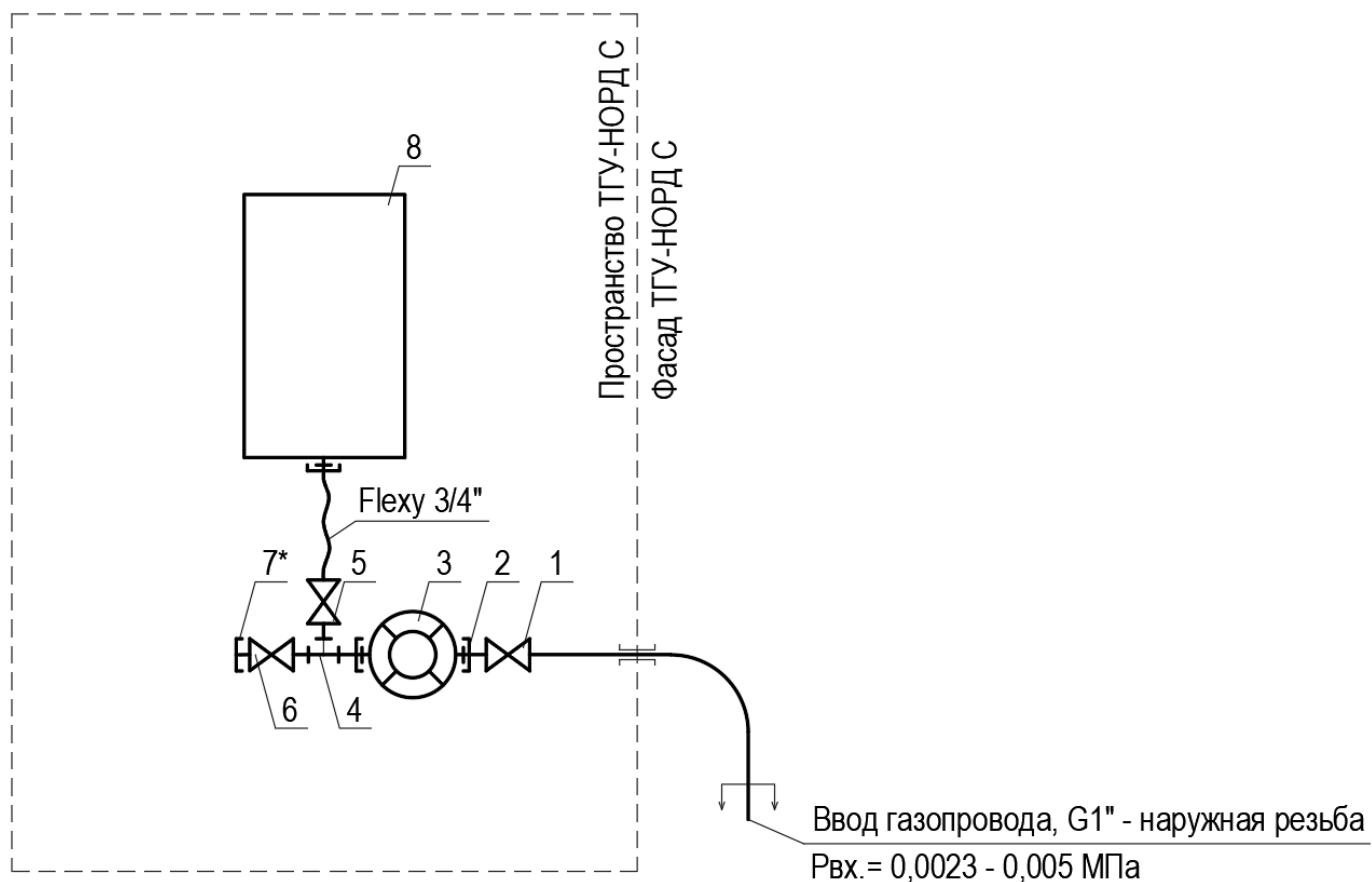 8
Пространство ТГУ-НОРД С
Фасад ТГУ-НОРД С
Flexy 3/4"
7*
5
3
2
1
6
4
Ввод газопровода, G1" - наружная резьба
Рвх.= 0,0023 - 0,005 МПа